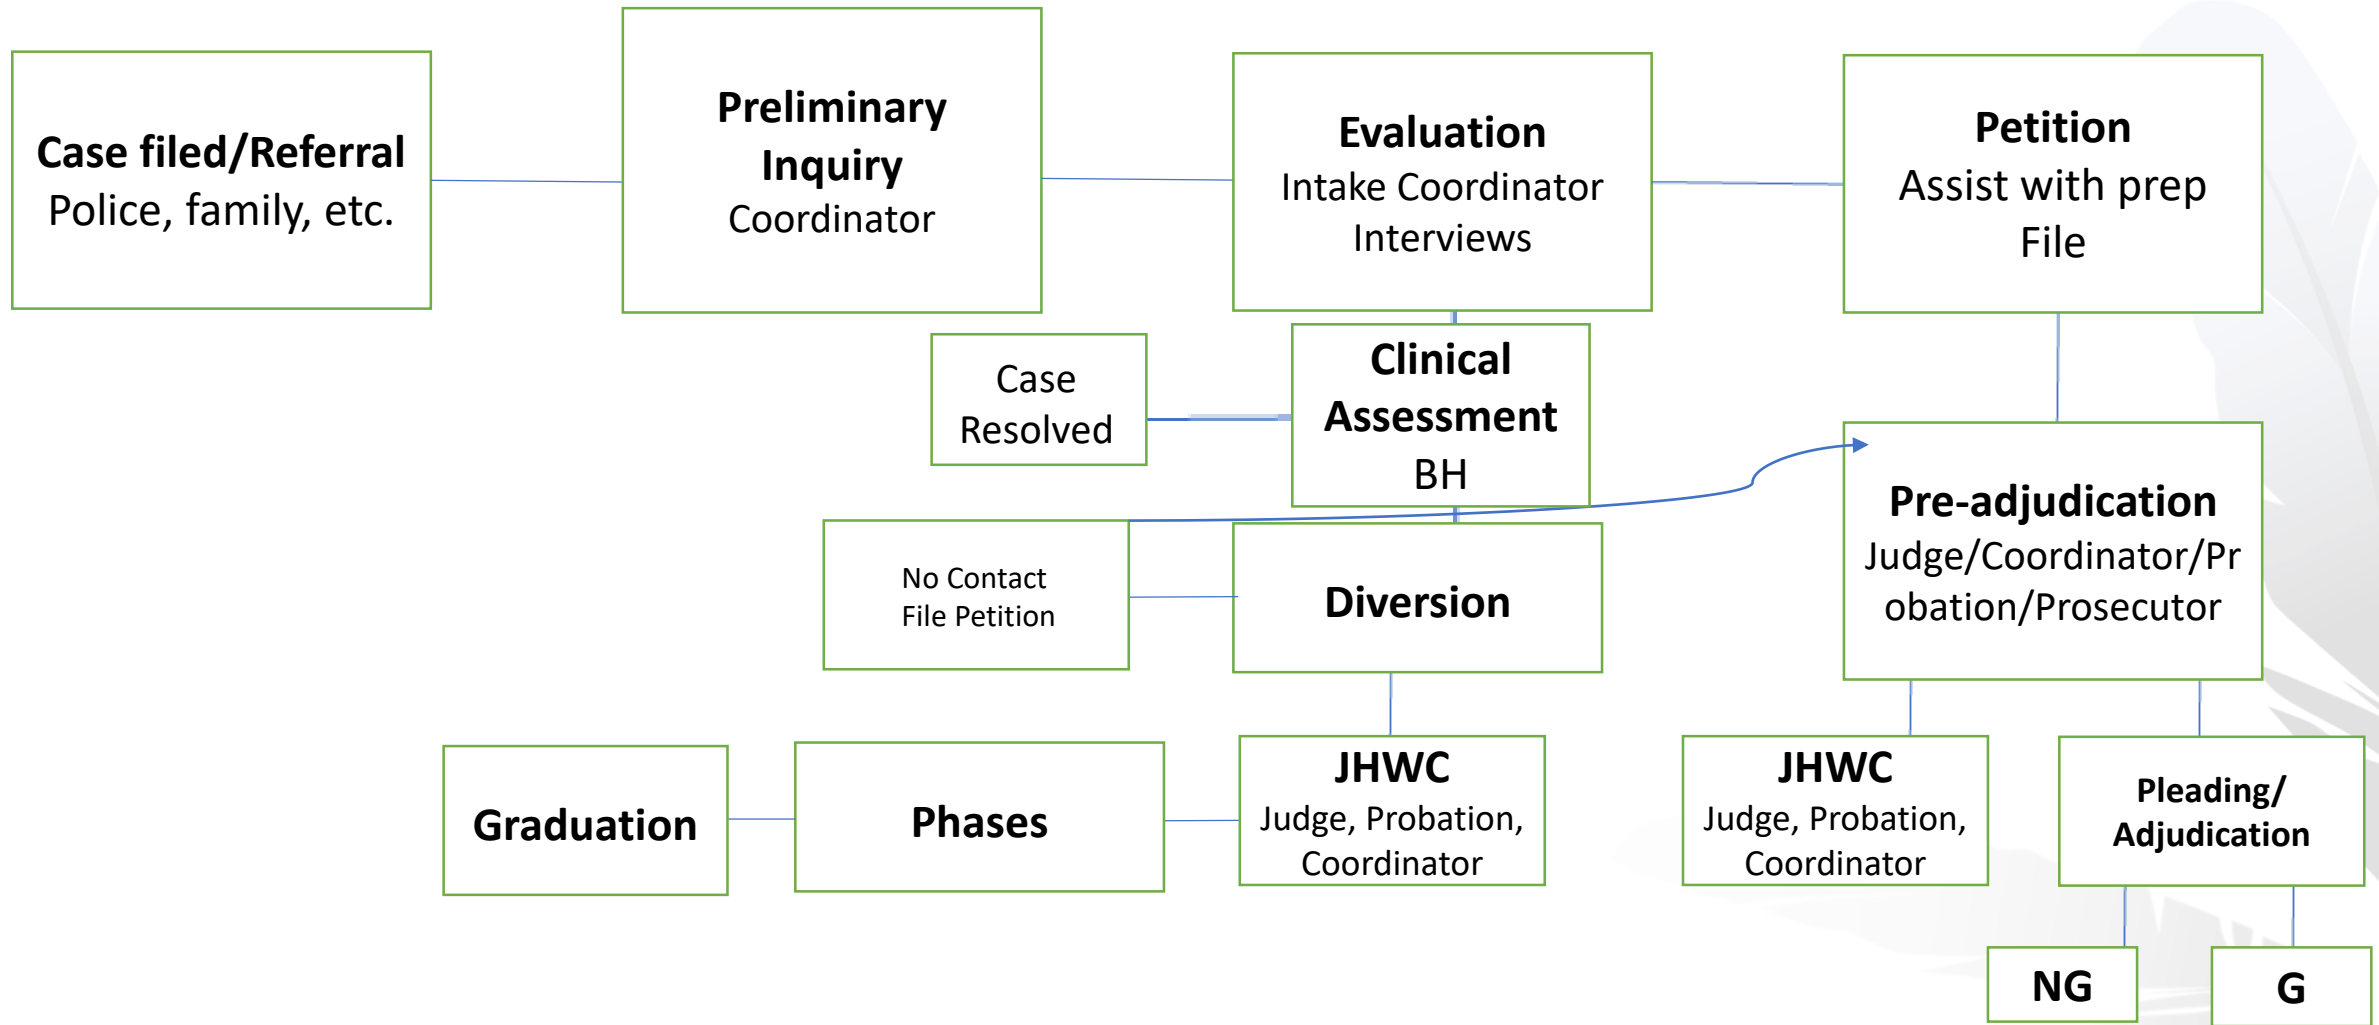 Case filed/Referral
Police, family, etc.
Preliminary
Inquiry
Coordinator
Evaluation
Intake Coordinator
Interviews
Petition
Assist with prep
File
Case
Resolved
Clinical
Assessment
BH
No Contact
File Petition
Diversion
Pre-adjudication
Judge/Coordinator/Pr
obation/Prosecutor
Graduation
Phases
JHWC
Judge, Probation,
Coordinator
JHWC
Judge, Probation,
Coordinator
Pleading/
Adjudication
NG
G